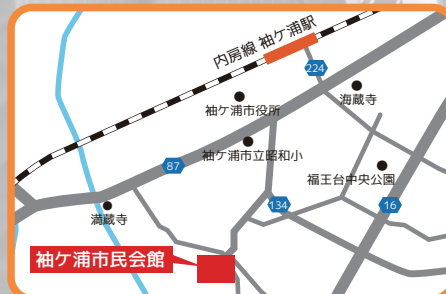 内房線 袖ケ浦駅
224
海蔵寺
袖ケ浦市役所
袖ケ浦市立昭和小
87
福王台中央公園
134
16
満蔵寺
袖ケ浦市民会館